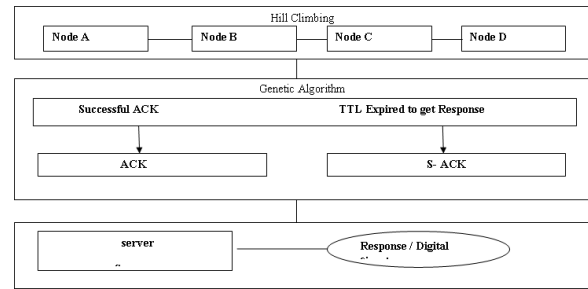 Hill Climbing
Node A Node B Node C Node D
Genetic Algorithm
Successful ACK TTL Expired to get Response
ACK S- ACK
server Response / Digital